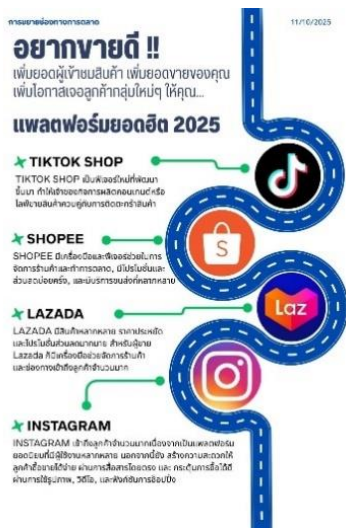 การขยายช่องทางการตลาด
11/10/2025
อยากขายดี !!
เพิ่มยอดผู้เข้าชมสินค้า เพิ่มยอดขายของคุณ
เพิ่มโอกาสเจอลูกค้ากลุ่มใหม่ๆ ให้คุณ...
แพลตฟอร์มยอดฮิต 2025
TIKTOK SHOP
TIKTOK SHOP เป็นฟีเจอร์ใหม่ที่พัฒนา
ขึ้นมา ทำให้เจ้าของกิจการผลิตคอนเทนต์หรือ
ไลฟ์ขายสินค้าควบคู่กับการติดตะกร้าสินค้า
SHOPEE
SHOPEE มีเครื่องมือและฟีเจอร์ช่วยในการ
จัดการร้านค้าและทำการตลาด, มีโปรโมชั่นและ
ส่วนลดบ่อยครั้ง, และมีบริการขนส่งที่หลากหลาย
S
LAZADA
LAZADA มีสินค้าหลากหลาย ราคาประหยัด
และโปรโมชั่นส่วนลดมากมาย สำหรับผู้ขาย
Lazada ก็มีเครื่องมือช่วยจัดการร้านค้า
และช่องทางเข้าถึงลูกค้าจำนวนมาก
Laz
INSTAGRAM
INSTAGRAM เข้าถึงลูกค้าจำนวนมากเนื่องจากเป็นแพลตฟอร์ม
ยอดนิยมที่มีผู้ใช้งานหลากหลาย นอกจากนี้ยัง สร้างความสะดวกให้
ลูกค้าซื้อขายได้ง่าย ผ่านการสื่อสารโดยตรง และ กระตุ้นการซื้อได้ดี
ผ่านการใช้รูปภาพ, วิดีโอ, และฟังก์ชันการช้อปปิ้ง